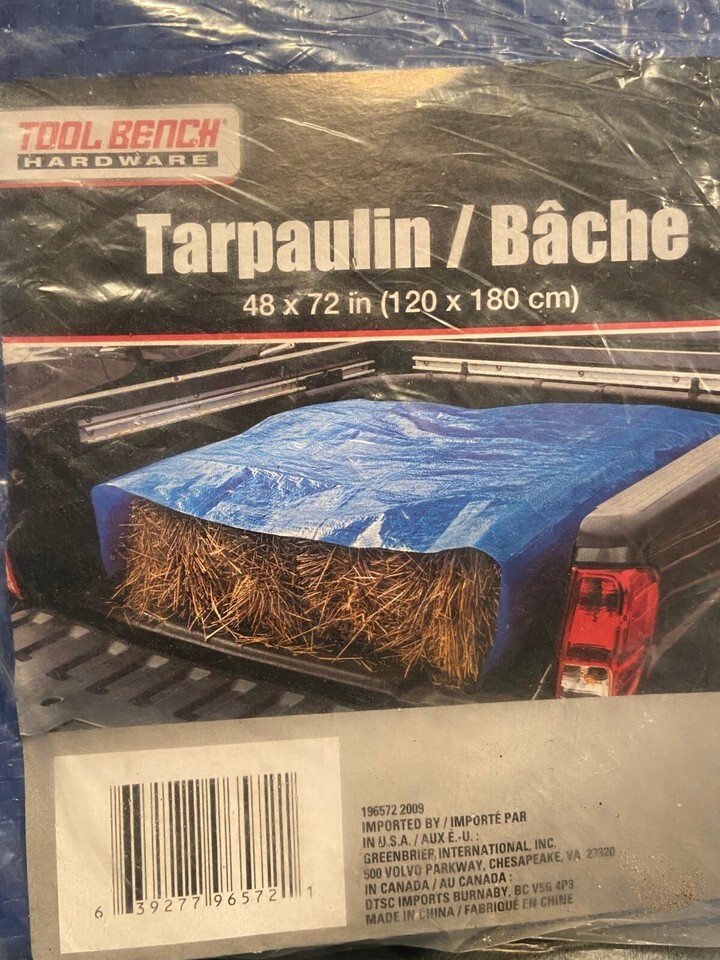 TOOL BENCH®
HARDWARE
Tarpaulin / Bâche
48 x 72 in (120 x 180 cm)
196572 2009
IMPORTED BY / IMPORTÉ PAR
IN U.S.A. / AUX É.-U. :
GREENBRIER INTERNATIONAL, INC.
500 VOLVO PARKWAY, CHESAPEAKE, VA 23320
IN CANADA / AU CANADA :
DTSC IMPORTS BURNABY, BC V5G 4P3
MADE IN CHINA / FABRIQUÉ EN CHINE
6 39277 96572 1